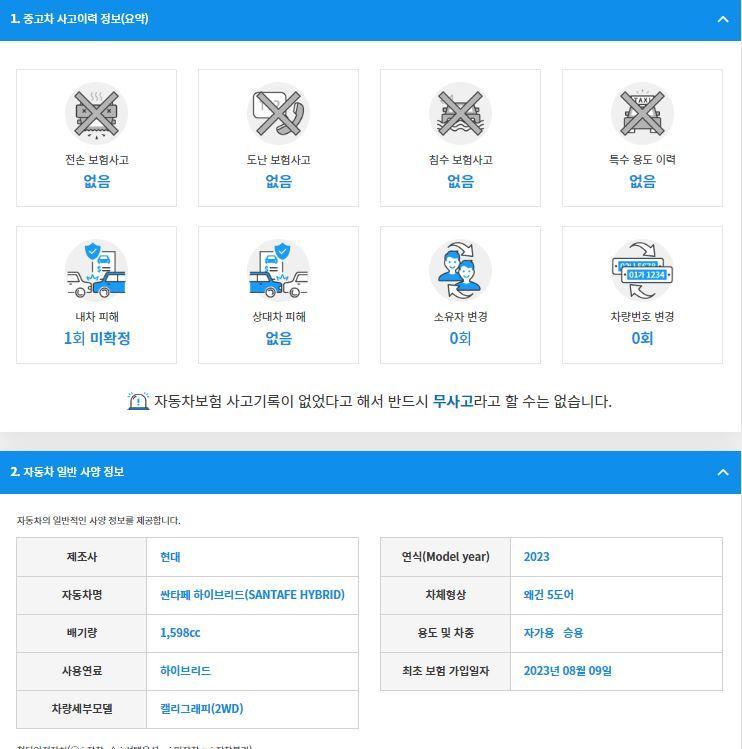 1. 중고차 사고이력 정보(요약)
TAXI
전손 보험사고
도난 보험사고
침수 보험사고
특수 용도 이력
없음
없음
없음
없음
01가 1234
내차 피해
상대차 피해
소유자 변경
차량번호 변경
1회 미확정
없음
0회
0회
자동차보험 사고기록이 없었다고 해서 반드시 무사고라고 할 수는 없습니다.
2. 자동차 일반 사양 정보
자동차의 일반적인 사양 정보를 제공합니다.
제조사 현대
연식(Model year) 2023
자동차명 싼타페 하이브리드(SANTAFE HYBRID)
차체형상 왜건 5도어
배기량 1,598cc
용도 및 차종 자가용 승용
사용연료 하이브리드
최초 보험 가입일자 2023년 08월 09일
차량세부모델 캘리그래피(2WD)